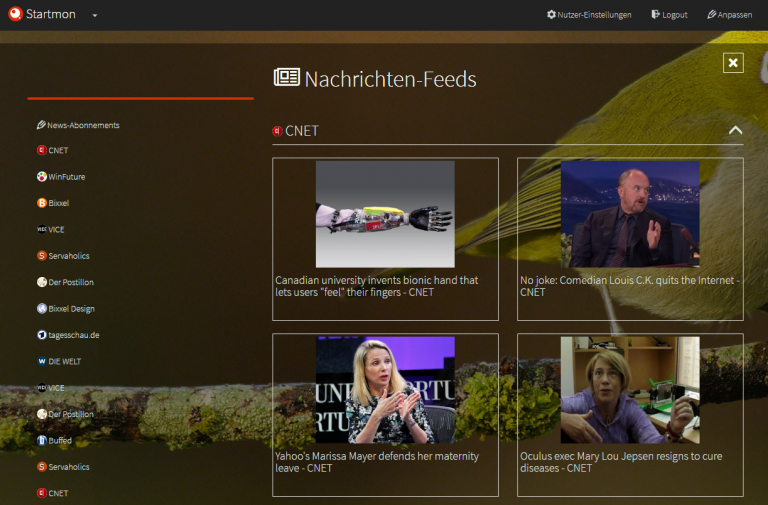 Startmon
Nutzer-Einstellungen
Logout
Anpassen
Nachrichten-Feeds
News-Abonnements
CNET
WinFuture
Bixxel
VICE
Servaholics
Der Postillon
Bixxel Design
tagesschau.de
DIE WELT
VICE
Der Postillon
Buffed
Servaholics
CNET
CNET
Canadian university invents bionic hand that
lets users "feel" their fingers - CNET
No joke: Comedian Louis C.K. quits the Internet -
CNET
Yahoo's Marissa Mayer defends her maternity
leave - CNET
Oculus exec Mary Lou Jepsen resigns to cure
diseases - CNET